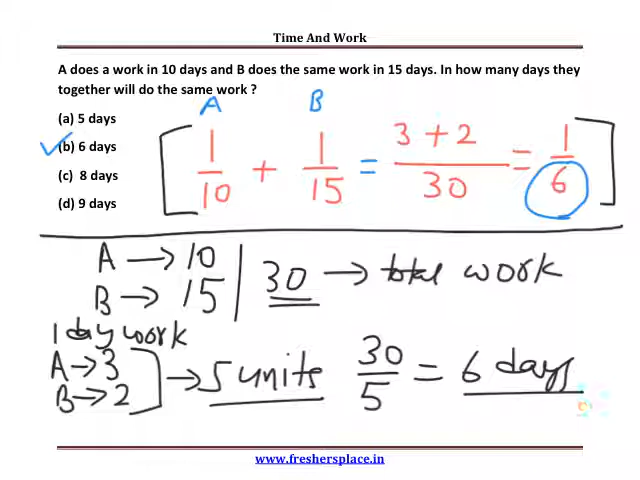 Time And Work
A does a work in 10 days and B does the same work in 15 days. In how many days they
together will do the same work ?
(a) 5 days
(b) 6 days
(c) 8 days
(d) 9 days
A B
1/10 + 1/15 = 3 + 2/30 = 1/6
A → 10
B → 15
30 → total work
1 day work
A → 3
B → 2
→ 5 units
30/5 = 6 days
www.freshersplace.in